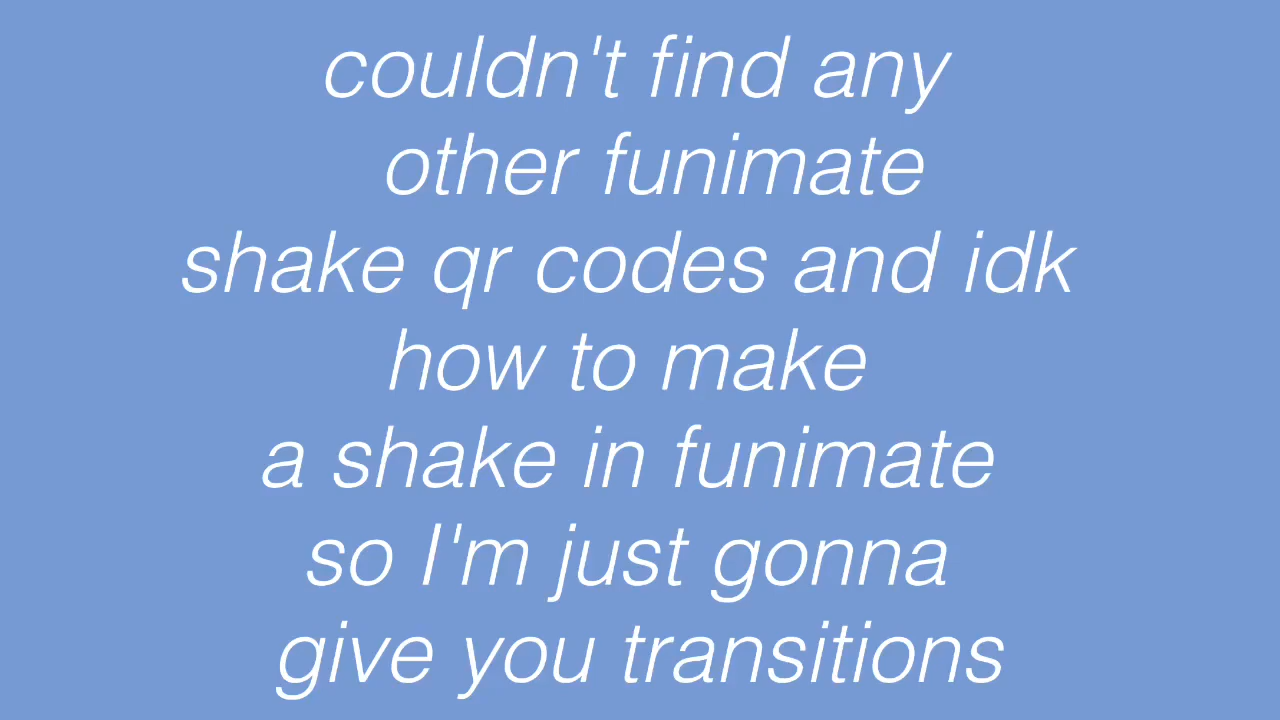 couldn't find any
other funimate
shake qr codes and idk
how to make
a shake in funimate
so I'm just gonna
give you transitions